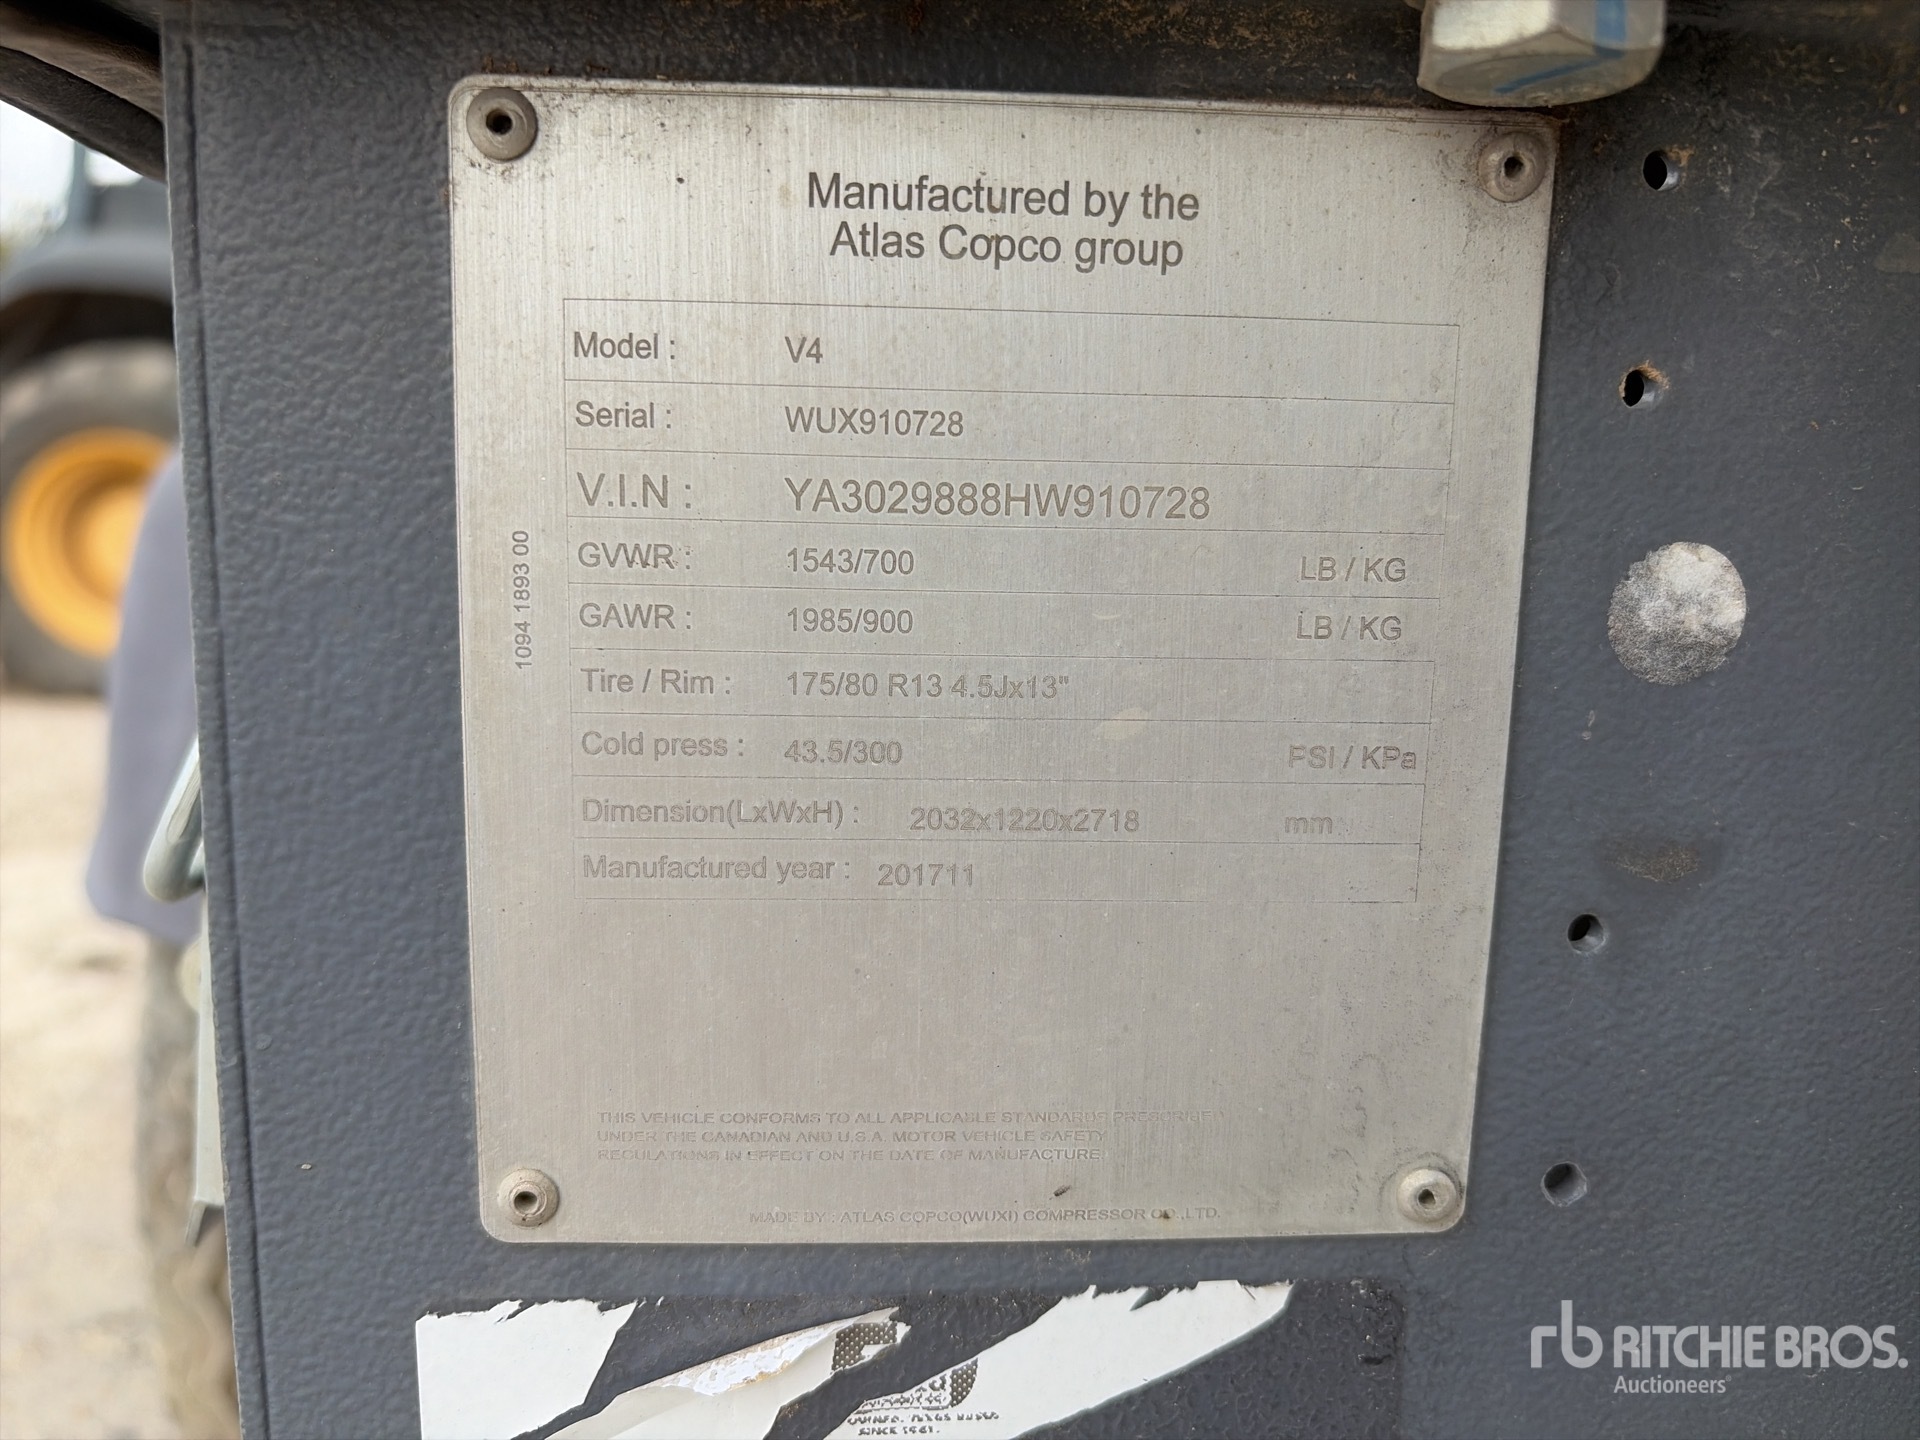 Manufactured by the
Atlas Copco group
Model : V4
Serial : WUX910728
V.I.N : YA3029888HW910728
GVWR : 1543/700 LB / KG
GAWR : 1985/900 LB / KG
Tire / Rim : 175/80 R13 4.5Jx13"
Cold press : 43.5/300 PSI / KPa
Dimension(LxWxH) : 2032x1220x2718 mm
Manufactured year : 201711
1094 1893 00
THIS VEHICLE CONFORMS TO ALL APPLICABLE STANDARDS PRESCRIBED
UNDER THE CANADIAN AND U.S.A. MOTOR VEHICLE SAFETY
REGULATIONS IN EFFECT ON THE DATE OF MANUFACTURE.
MADE BY : ATLAS COPCO(WUXI) COMPRESSOR CO.,LTD.
SINCE 1961.
rb RITCHIE BROS.
Auctioneers